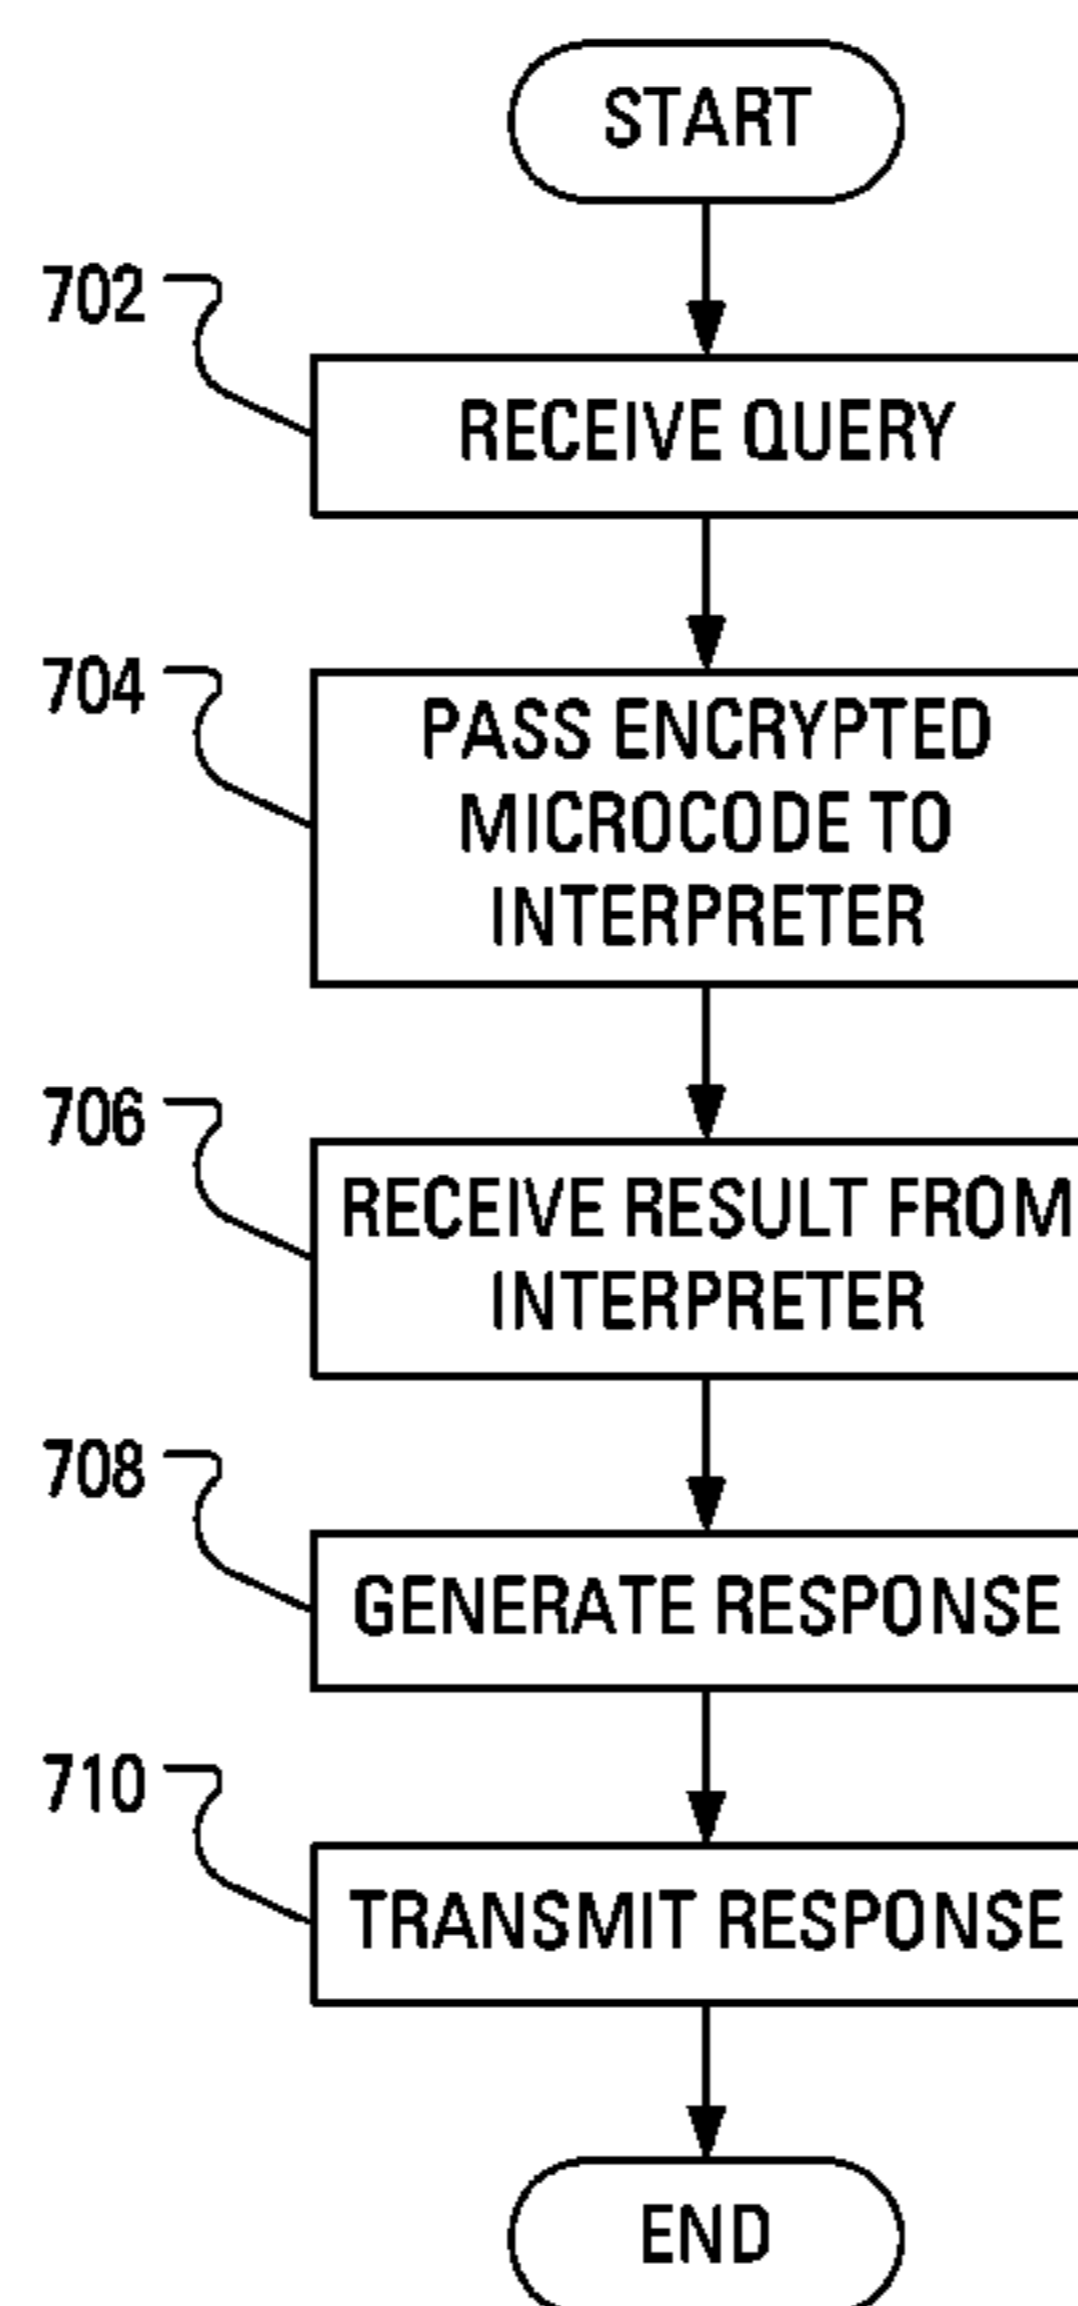 START
702
RECEIVE QUERY
704
PASS ENCRYPTED
MICROCODE TO
INTERPRETER
706
RECEIVE RESULT FROM
INTERPRETER
708
GENERATE RESPONSE
710
TRANSMIT RESPONSE
END